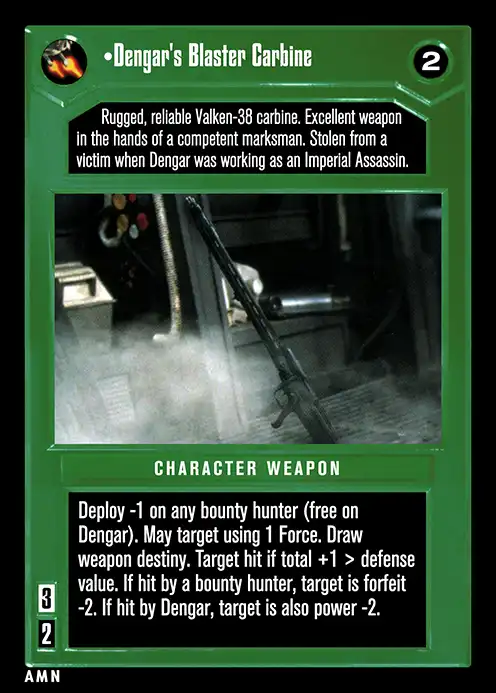 •Dengar's Blaster Carbine
2
Rugged, reliable Valken-38 carbine. Excellent weapon
in the hands of a competent marksman. Stolen from a
victim when Dengar was working as an Imperial Assassin.
CHARACTER WEAPON
Deploy -1 on any bounty hunter (free on
Dengar). May target using 1 Force. Draw
weapon destiny. Target hit if total +1 > defense
value. If hit by a bounty hunter, target is forfeit
-2. If hit by Dengar, target is also power -2.
3
2
AMN